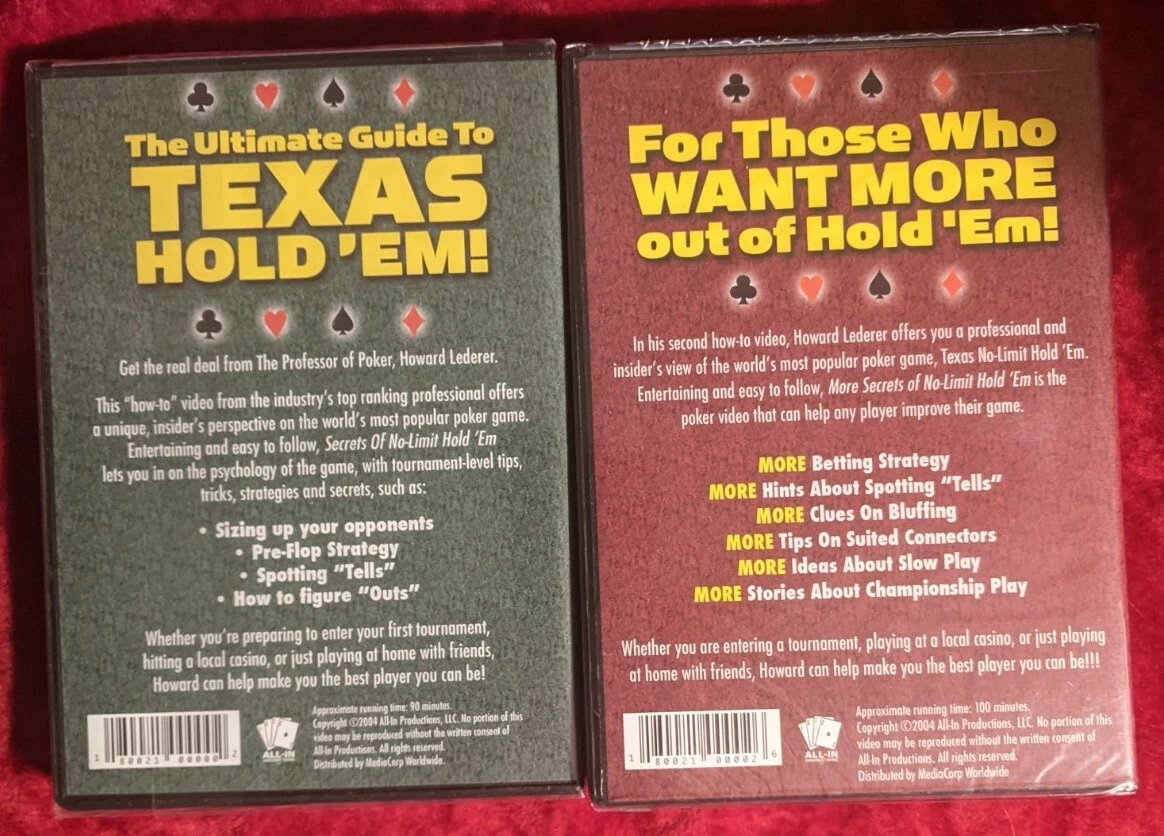 The Ultimate Guide To
TEXAS
HOLD 'EM!
Get the real deal from The Professor of Poker, Howard Lederer.
This "how-to" video from the industry's top ranking professional offers
a unique, insider's perspective on the world's most popular poker game.
Entertaining and easy to follow, Secrets Of No-Limit Hold 'Em
lets you in on the psychology of the game, with tournament-level tips,
tricks, strategies and secrets, such as:
• Sizing up your opponents
• Pre-Flop Strategy
• Spotting "Tells"
• How to figure "Outs"
Whether you're preparing to enter your first tournament,
hitting a local casino, or just playing at home with friends,
Howard can help make you the best player you can be!
1 80021 00000 2
ALL-IN
Approximate running time: 90 minutes.
Copyright ©2004 All-In Productions, LLC. No portion of this
video may be reproduced without the written consent of
All-In Productions. All rights reserved.
Distributed by MediaCorp Worldwide.
For Those Who
WANT MORE
out of Hold 'Em!
In his second how-to video, Howard Lederer offers you a professional and
insider's view of the world's most popular poker game, Texas No-Limit Hold 'Em.
Entertaining and easy to follow, More Secrets of No-Limit Hold 'Em is the
poker video that can help any player improve their game.
MORE Betting Strategy
MORE Hints About Spotting "Tells"
MORE Clues On Bluffing
MORE Tips On Suited Connectors
MORE Ideas About Slow Play
MORE Stories About Championship Play
Whether you are entering a tournament, playing at a local casino, or just playing
at home with friends, Howard can help make you the best player you can be!!!
1 80021 00002 6
ALL-IN
Approximate running time: 100 minutes.
Copyright ©2004 All-In Productions, LLC. No portion of this
video may be reproduced without the written consent of
All-In Productions. All rights reserved.
Distributed by MediaCorp Worldwide